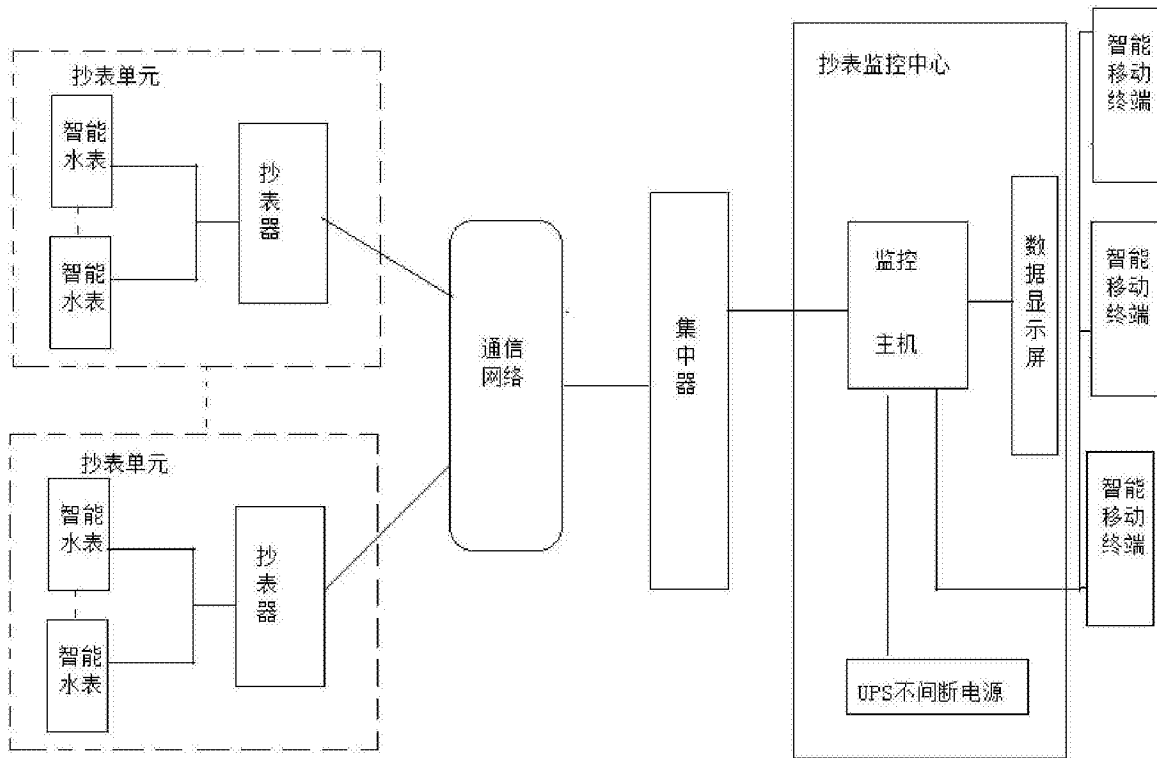 抄表单元
智能
水表
智能
水表
抄
表
器
抄表单元
智能
水表
智能
水表
抄
表
器
通信
网络
集
中
器
抄表监控中心
监控
主机
数
据
显
示
屏
UPS不间断电源
智能
移动
终端
智能
移动
终端
智能
移动
终端